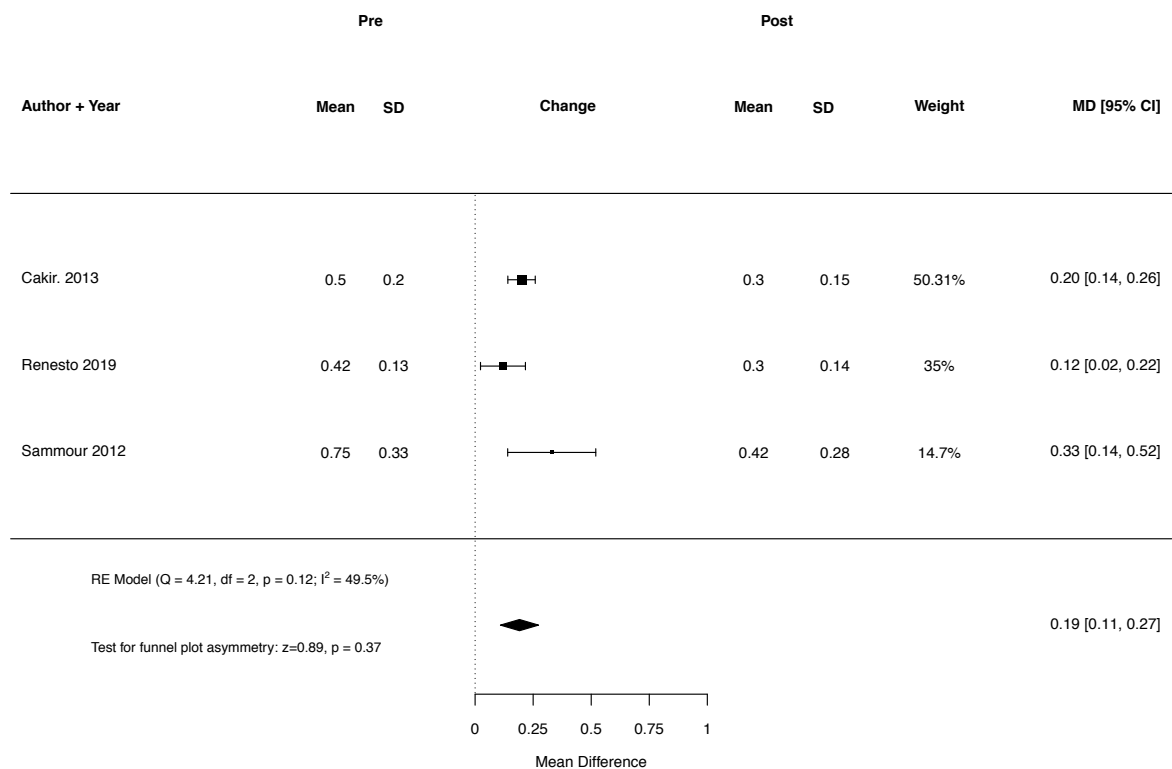 Pre Post
Author + Year Mean SD Change Mean SD Weight MD [95% CI]
Cakir. 2013 0.5 0.2 0.3 0.15 50.31% 0.20 [0.14, 0.26]
Renesto 2019 0.42 0.13 0.3 0.14 35% 0.12 [0.02, 0.22]
Sammour 2012 0.75 0.33 0.42 0.28 14.7% 0.33 [0.14, 0.52]
RE Model (Q = 4.21, df = 2, p = 0.12; I² = 49.5%)
0.19 [0.11, 0.27]
Test for funnel plot asymmetry: z=0.89, p = 0.37
0 0.25 0.5 0.75 1
Mean Difference